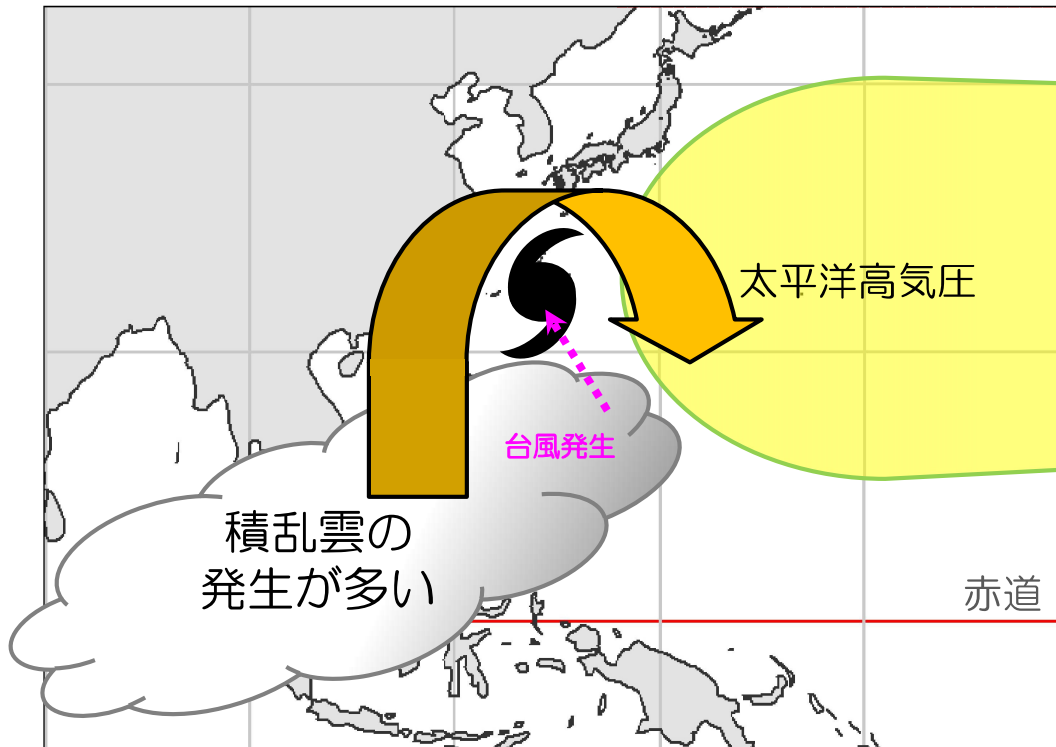 太平洋高気圧
台風発生
積乱雲の
発生が多い
赤道